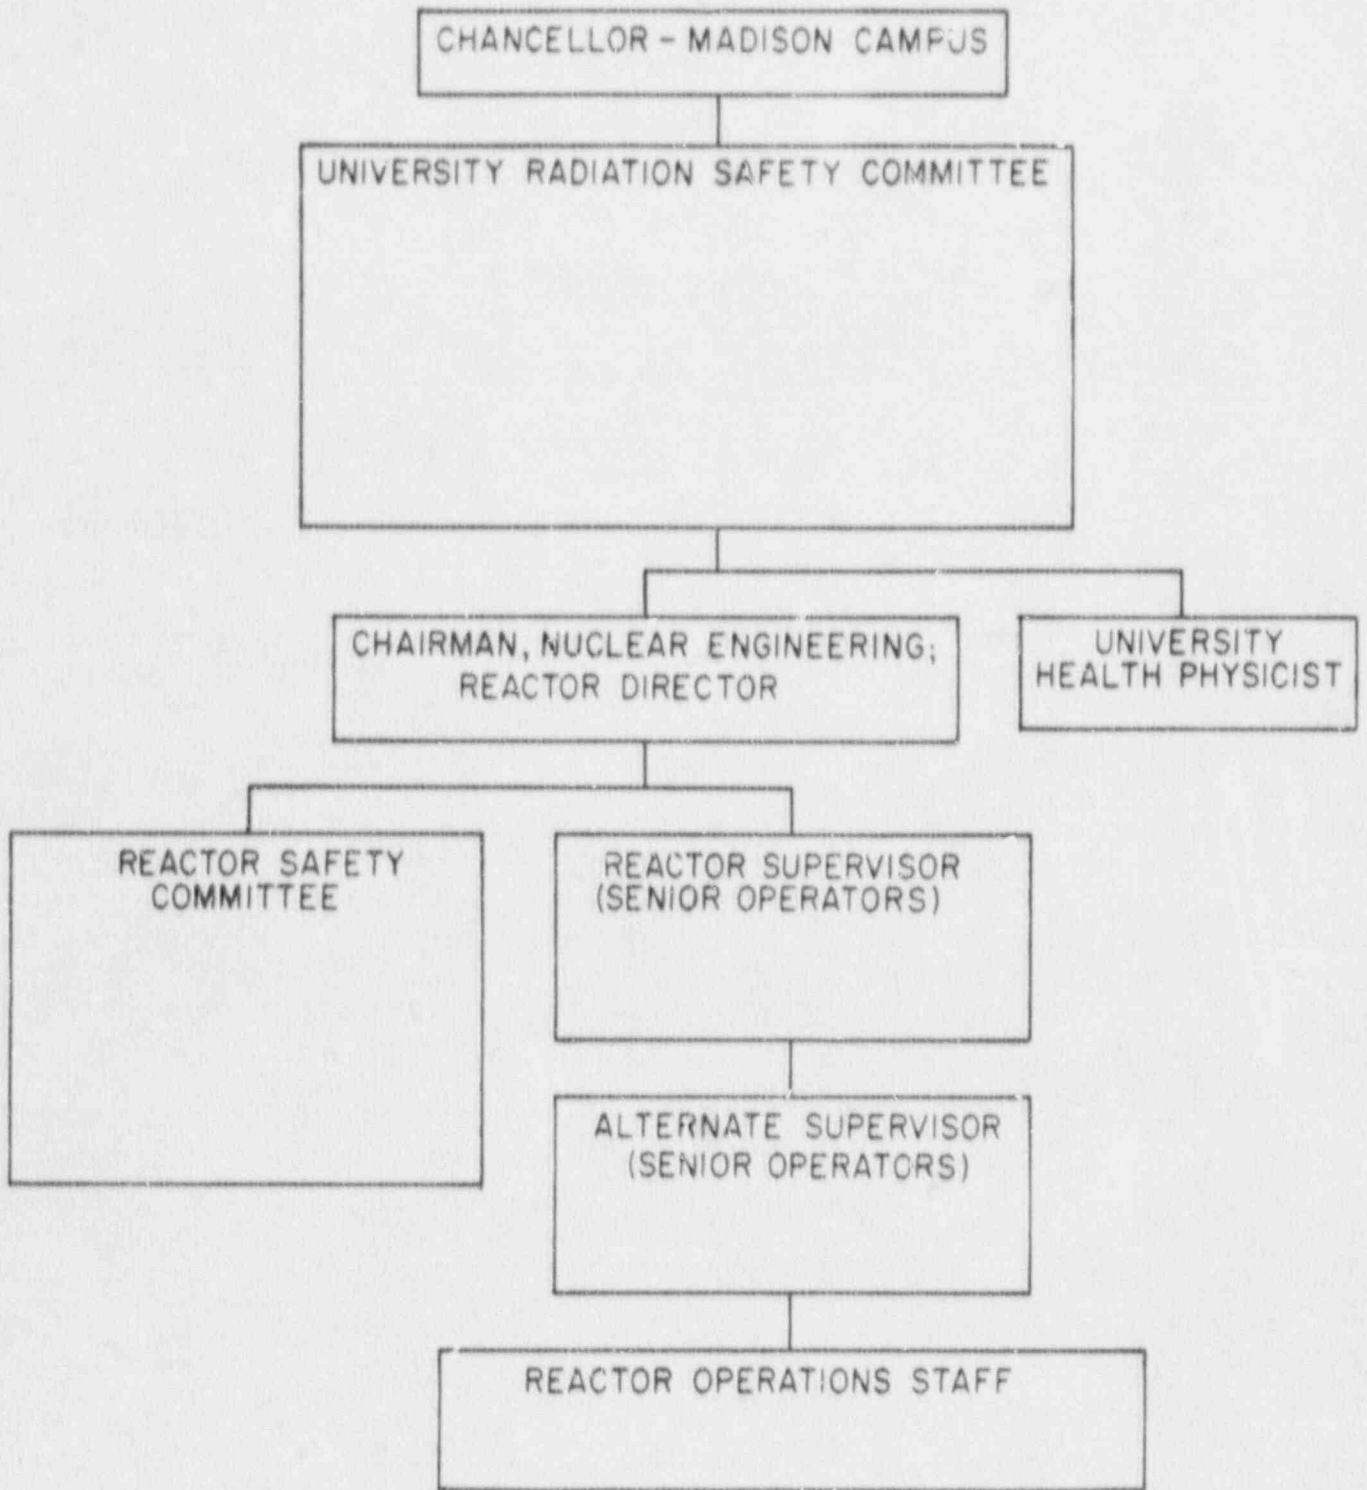 CHANCELLOR - MADISON CAMPUS
UNIVERSITY RADIATION SAFETY COMMITTEE
CHAIRMAN, NUCLEAR ENGINEERING;
REACTOR DIRECTOR
UNIVERSITY
HEALTH PHYSICIST
REACTOR SAFETY
COMMITTEE
REACTOR SUPERVISOR
(SENIOR OPERATORS)
ALTERNATE SUPERVISOR
(SENIOR OPERATORS)
REACTOR OPERATIONS STAFF